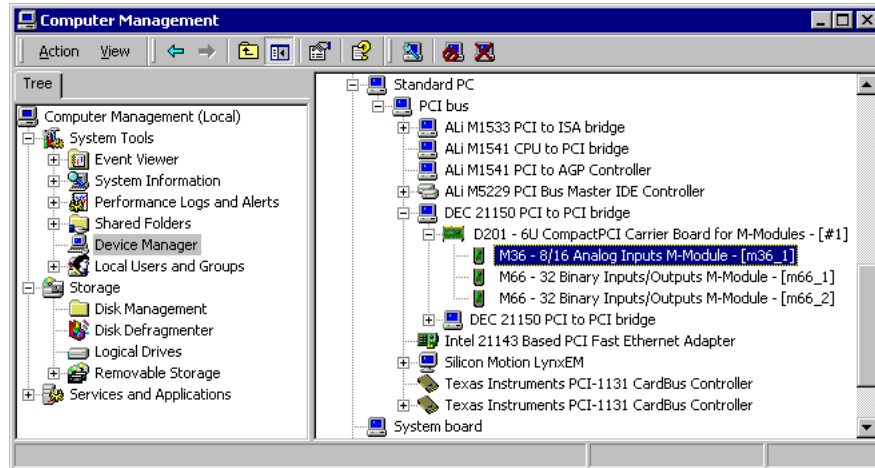 Computer Management
Action View
Tree
Computer Management (Local)
System Tools
Event Viewer
System Information
Performance Logs and Alerts
Shared Folders
Device Manager
Local Users and Groups
Storage
Disk Management
Disk Defragmenter
Logical Drives
Removable Storage
Services and Applications
Standard PC
PCI bus
ALi M1533 PCI to ISA bridge
ALi M1541 CPU to PCI bridge
ALi M1541 PCI to AGP Controller
ALi M5229 PCI Bus Master IDE Controller
DEC 21150 PCI to PCI bridge
D201 - 6U CompactPCI Carrier Board for M-Modules - [#1]
M36 - 8/16 Analog Inputs M-Module - [m36_1]
M66 - 32 Binary Inputs/Outputs M-Module - [m66_1]
M66 - 32 Binary Inputs/Outputs M-Module - [m66_2]
DEC 21150 PCI to PCI bridge
Intel 21143 Based PCI Fast Ethernet Adapter
Silicon Motion LynxEM
Texas Instruments PCI-1131 CardBus Controller
Texas Instruments PCI-1131 CardBus Controller
System board